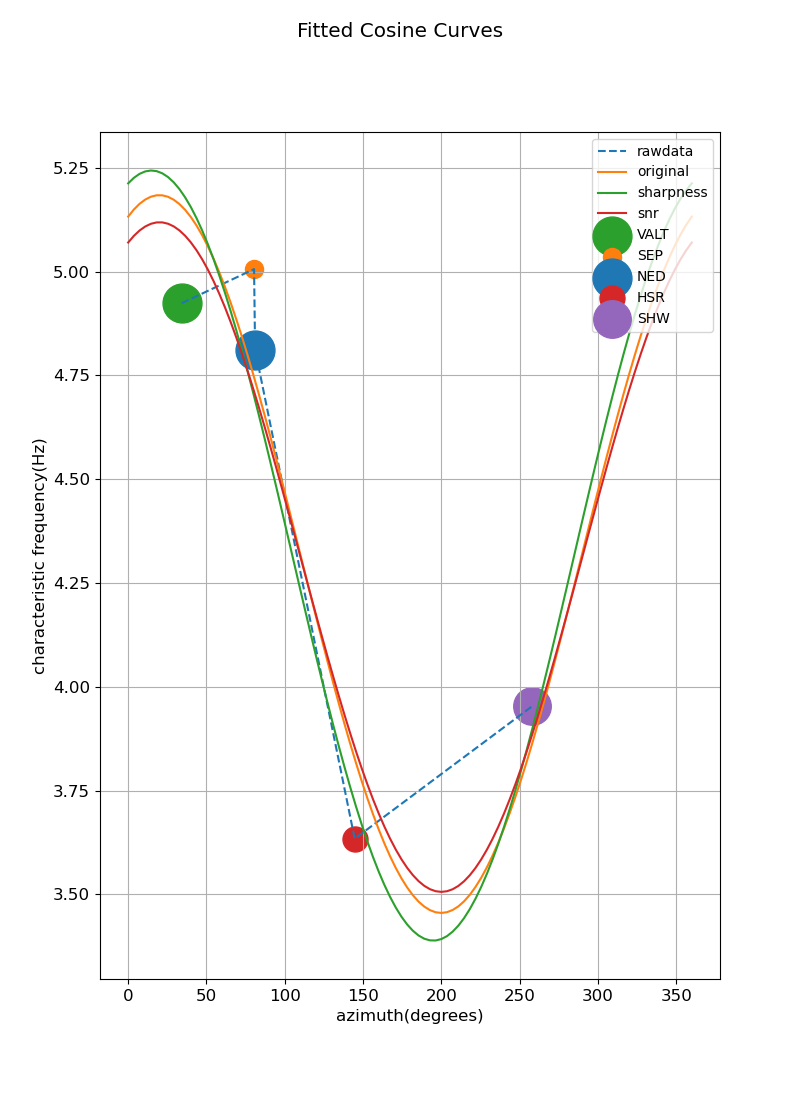 Fitted Cosine Curves
rawdata
original
sharpness
snr
VALT
SEP
NED
HSR
SHW
5.25
5.00
4.75
4.50
4.25
4.00
3.75
3.50
characteristic frequency(Hz)
0 50 100 150 200 250 300 350
azimuth(degrees)